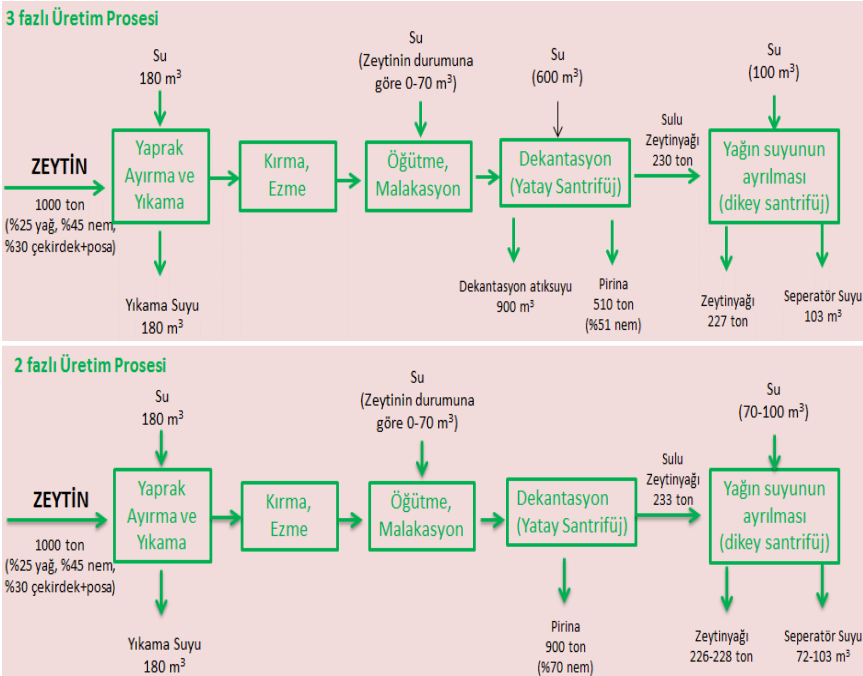 3 fazlı Üretim Prosesi
Su
180 m³
Su
(Zeytinin durumuna
göre 0-70 m³)
Su
(600 m³)
Su
(100 m³)
ZEYTİN
1000 ton
(%25 yağ, %45 nem,
%30 çekirdek+posa)
Yaprak
Ayırma ve
Yıkama
Kırma,
Ezme
Öğütme,
Malakasyon
Dekantasyon
(Yatay Santrifüj)
Sulu
Zeytinyağı
230 ton
Yağın suyunun
ayrılması
(dikey santrifüj)
Yıkama Suyu
180 m³
Dekantasyon atıksuyu
900 m³
Pirina
510 ton
(%51 nem)
Zeytinyağı
227 ton
Seperatör Suyu
103 m³
2 fazlı Üretim Prosesi
Su
180 m³
Su
(Zeytinin durumuna
göre 0-70 m³)
Su
(70-100 m³)
ZEYTİN
1000 ton
(%25 yağ, %45 nem,
%30 çekirdek+posa)
Yaprak
Ayırma ve
Yıkama
Kırma,
Ezme
Öğütme,
Malakasyon
Dekantasyon
(Yatay Santrifüj)
Sulu
Zeytinyağı
233 ton
Yağın suyunun
ayrılması
(dikey santrifüj)
Yıkama Suyu
180 m³
Pirina
900 ton
(%70 nem)
Zeytinyağı
226-228 ton
Seperatör Suyu
72-103 m³